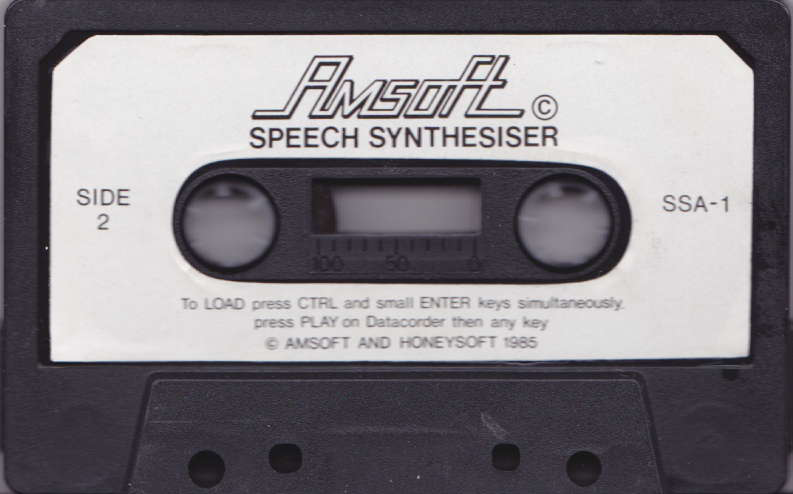 Amsoft ©
SPEECH SYNTHESISER
SIDE
2
SSA-1
100 50 0
To LOAD press CTRL and small ENTER keys simultaneously.
press PLAY on Datacorder then any key
© AMSOFT AND HONEYSOFT 1985